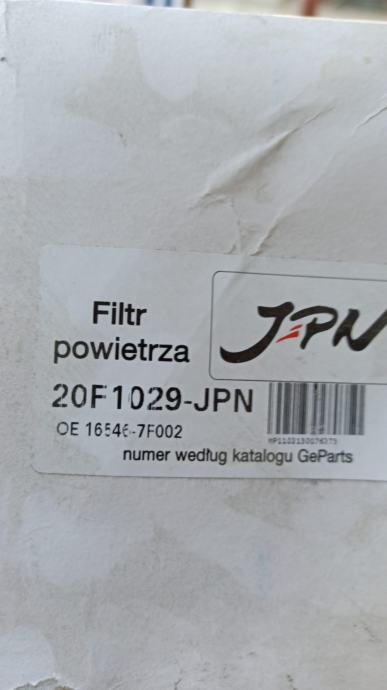 Filtr
powietrza
JPN
20F1029-JPN
OE 16546-7F002
numer według katalogu GeParts